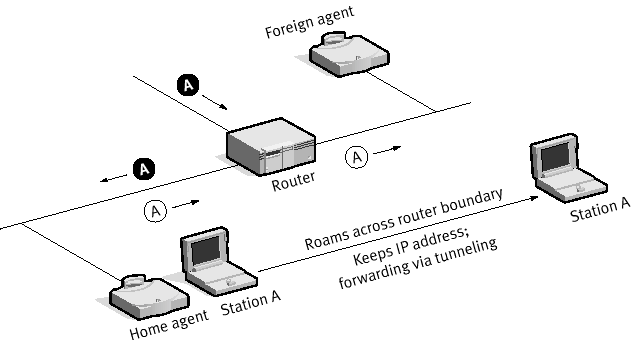 Foreign agent
A
A
Router
A
A
Roams across router boundary
Keeps IP address;
forwarding via tunneling
Station A
Home agent
Station A